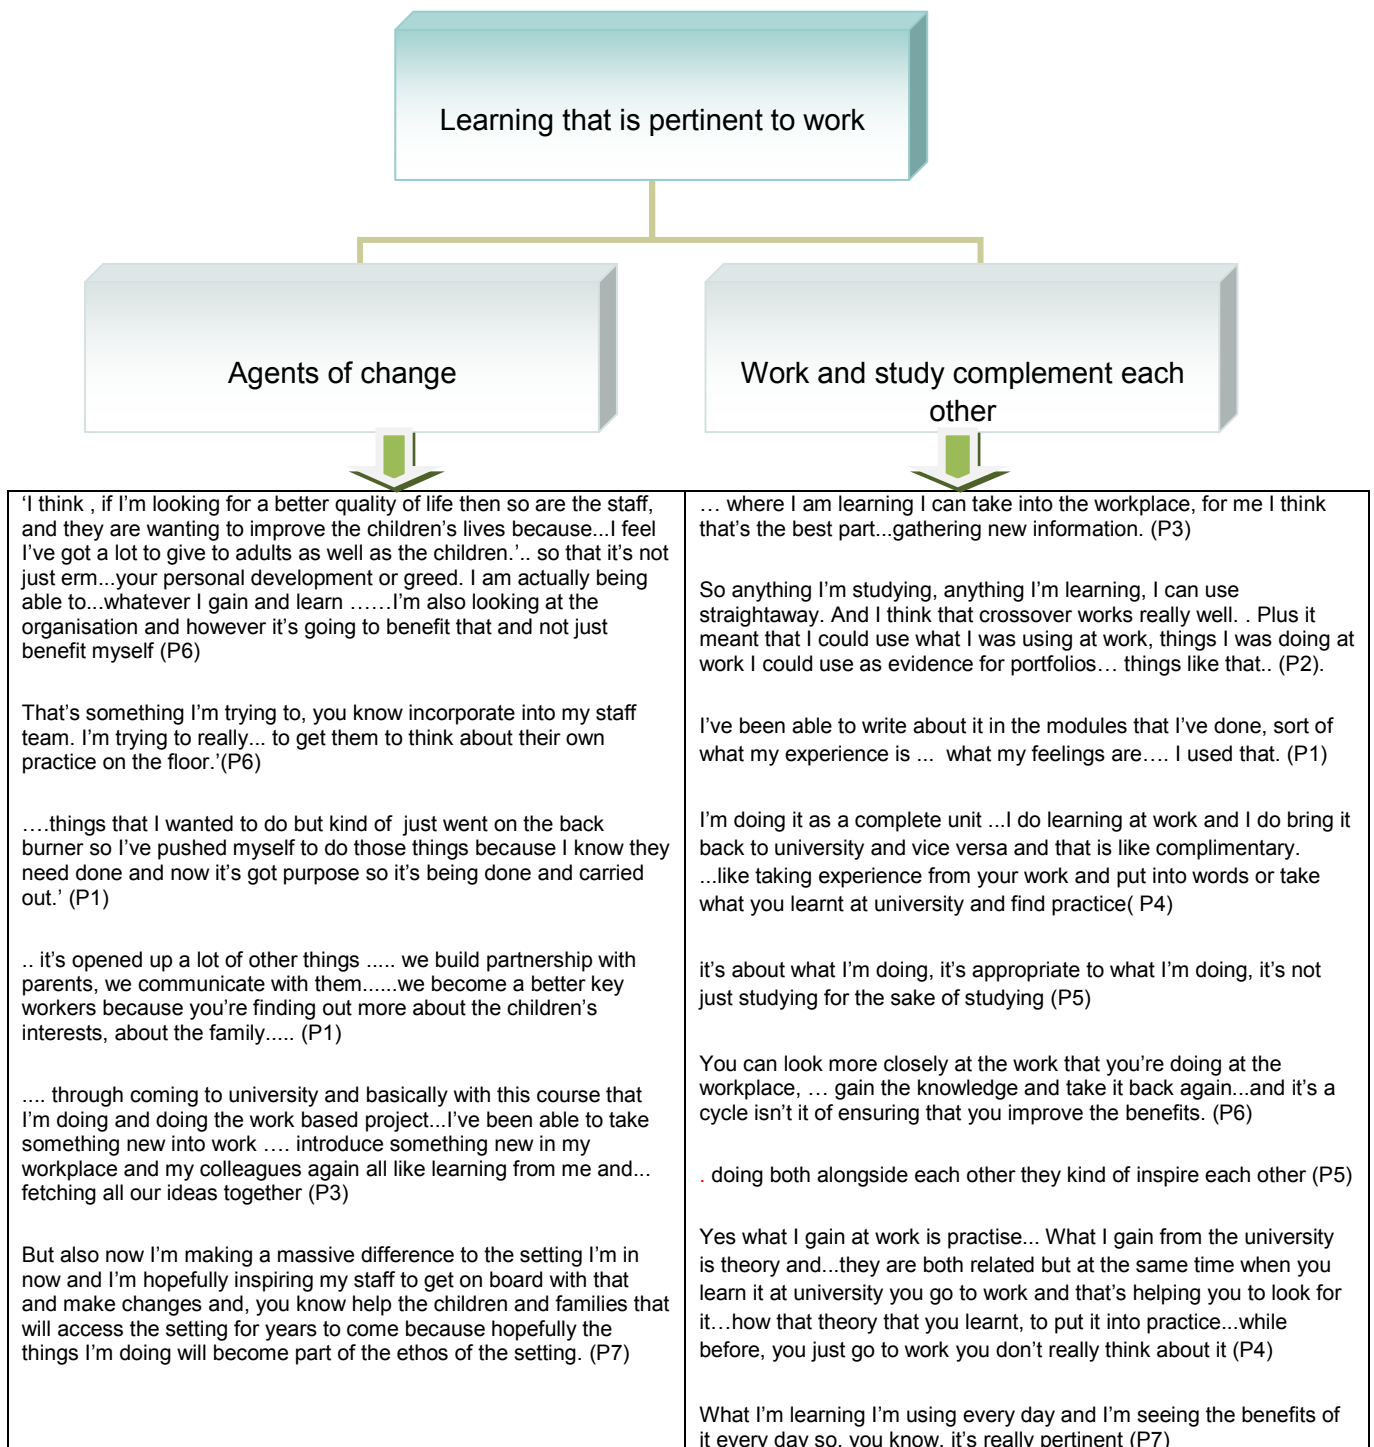 Learning that is pertinent to work
Agents of change
Work and study complement each
other
‘I think , if I’m looking for a better quality of life then so are the staff,
and they are wanting to improve the children’s lives because...I feel
I’ve got a lot to give to adults as well as the children.’.. so that it’s not
just erm...your personal development or greed. I am actually being
able to...whatever I gain and learn ……I’m also looking at the
organisation and however it’s going to benefit that and not just
benefit myself (P6)
That’s something I’m trying to, you know incorporate into my staff
team. I’m trying to really... to get them to think about their own
practice on the floor.’(P6)
….things that I wanted to do but kind of  just went on the back
burner so I’ve pushed myself to do those things because I know they
need done and now it’s got purpose so it’s being done and carried
out.’ (P1)
.. it’s opened up a lot of other things ..... we build partnership with
parents, we communicate with them......we become a better key
workers because you’re finding out more about the children’s
interests, about the family..... (P1)
.... through coming to university and basically with this course that
I’m doing and doing the work based project...I’ve been able to take
something new into work …. introduce something new in my
workplace and my colleagues again all like learning from me and...
fetching all our ideas together (P3)
But also now I’m making a massive difference to the setting I’m in
now and I’m hopefully inspiring my staff to get on board with that
and make changes and, you know help the children and families that
will access the setting for years to come because hopefully the
things I’m doing will become part of the ethos of the setting. (P7)
… where I am learning I can take into the workplace, for me I think
that’s the best part...gathering new information. (P3)
So anything I’m studying, anything I’m learning, I can use
straightaway. And I think that crossover works really well. . Plus it
meant that I could use what I was using at work, things I was doing at
work I could use as evidence for portfolios… things like that.. (P2).
I’ve been able to write about it in the modules that I’ve done, sort of
what my experience is ...  what my feelings are…. I used that. (P1)
I’m doing it as a complete unit ...I do learning at work and I do bring it
back to university and vice versa and that is like complimentary.
...like taking experience from your work and put into words or take
what you learnt at university and find practice( P4)
it’s about what I’m doing, it’s appropriate to what I’m doing, it’s not
just studying for the sake of studying (P5)
You can look more closely at the work that you’re doing at the
workplace, … gain the knowledge and take it back again...and it’s a
cycle isn’t it of ensuring that you improve the benefits. (P6)
. doing both alongside each other they kind of inspire each other (P5)
Yes what I gain at work is practise... What I gain from the university
is theory and...they are both related but at the same time when you
learn it at university you go to work and that’s helping you to look for
it…how that theory that you learnt, to put it into practice...while
before, you just go to work you don’t really think about it (P4)
What I’m learning I’m using every day and I’m seeing the benefits of
it every day so, you know, it’s really pertinent (P7)